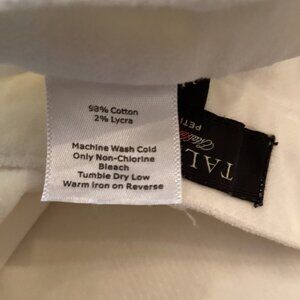 98% Cotton
2% Lycra
Machine Wash Cold
Only Non-Chlorine
Bleach
Tumble Dry Low
Warm Iron on Reverse
TAL
PETI